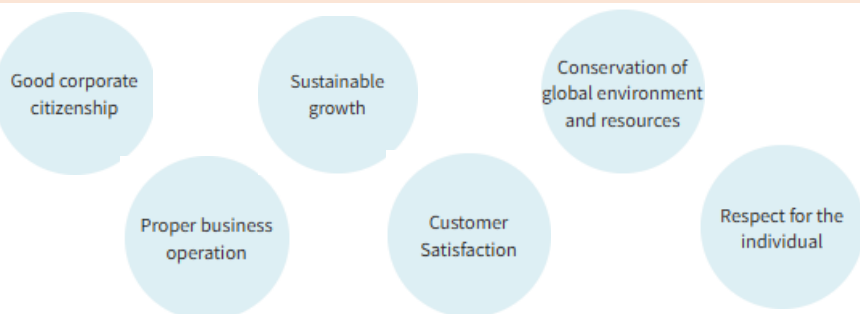 Good corporate
citizenship
Sustainable
growth
Conservation of
global environment
and resources
Proper business
operation
Customer
Satisfaction
Respect for the
individual